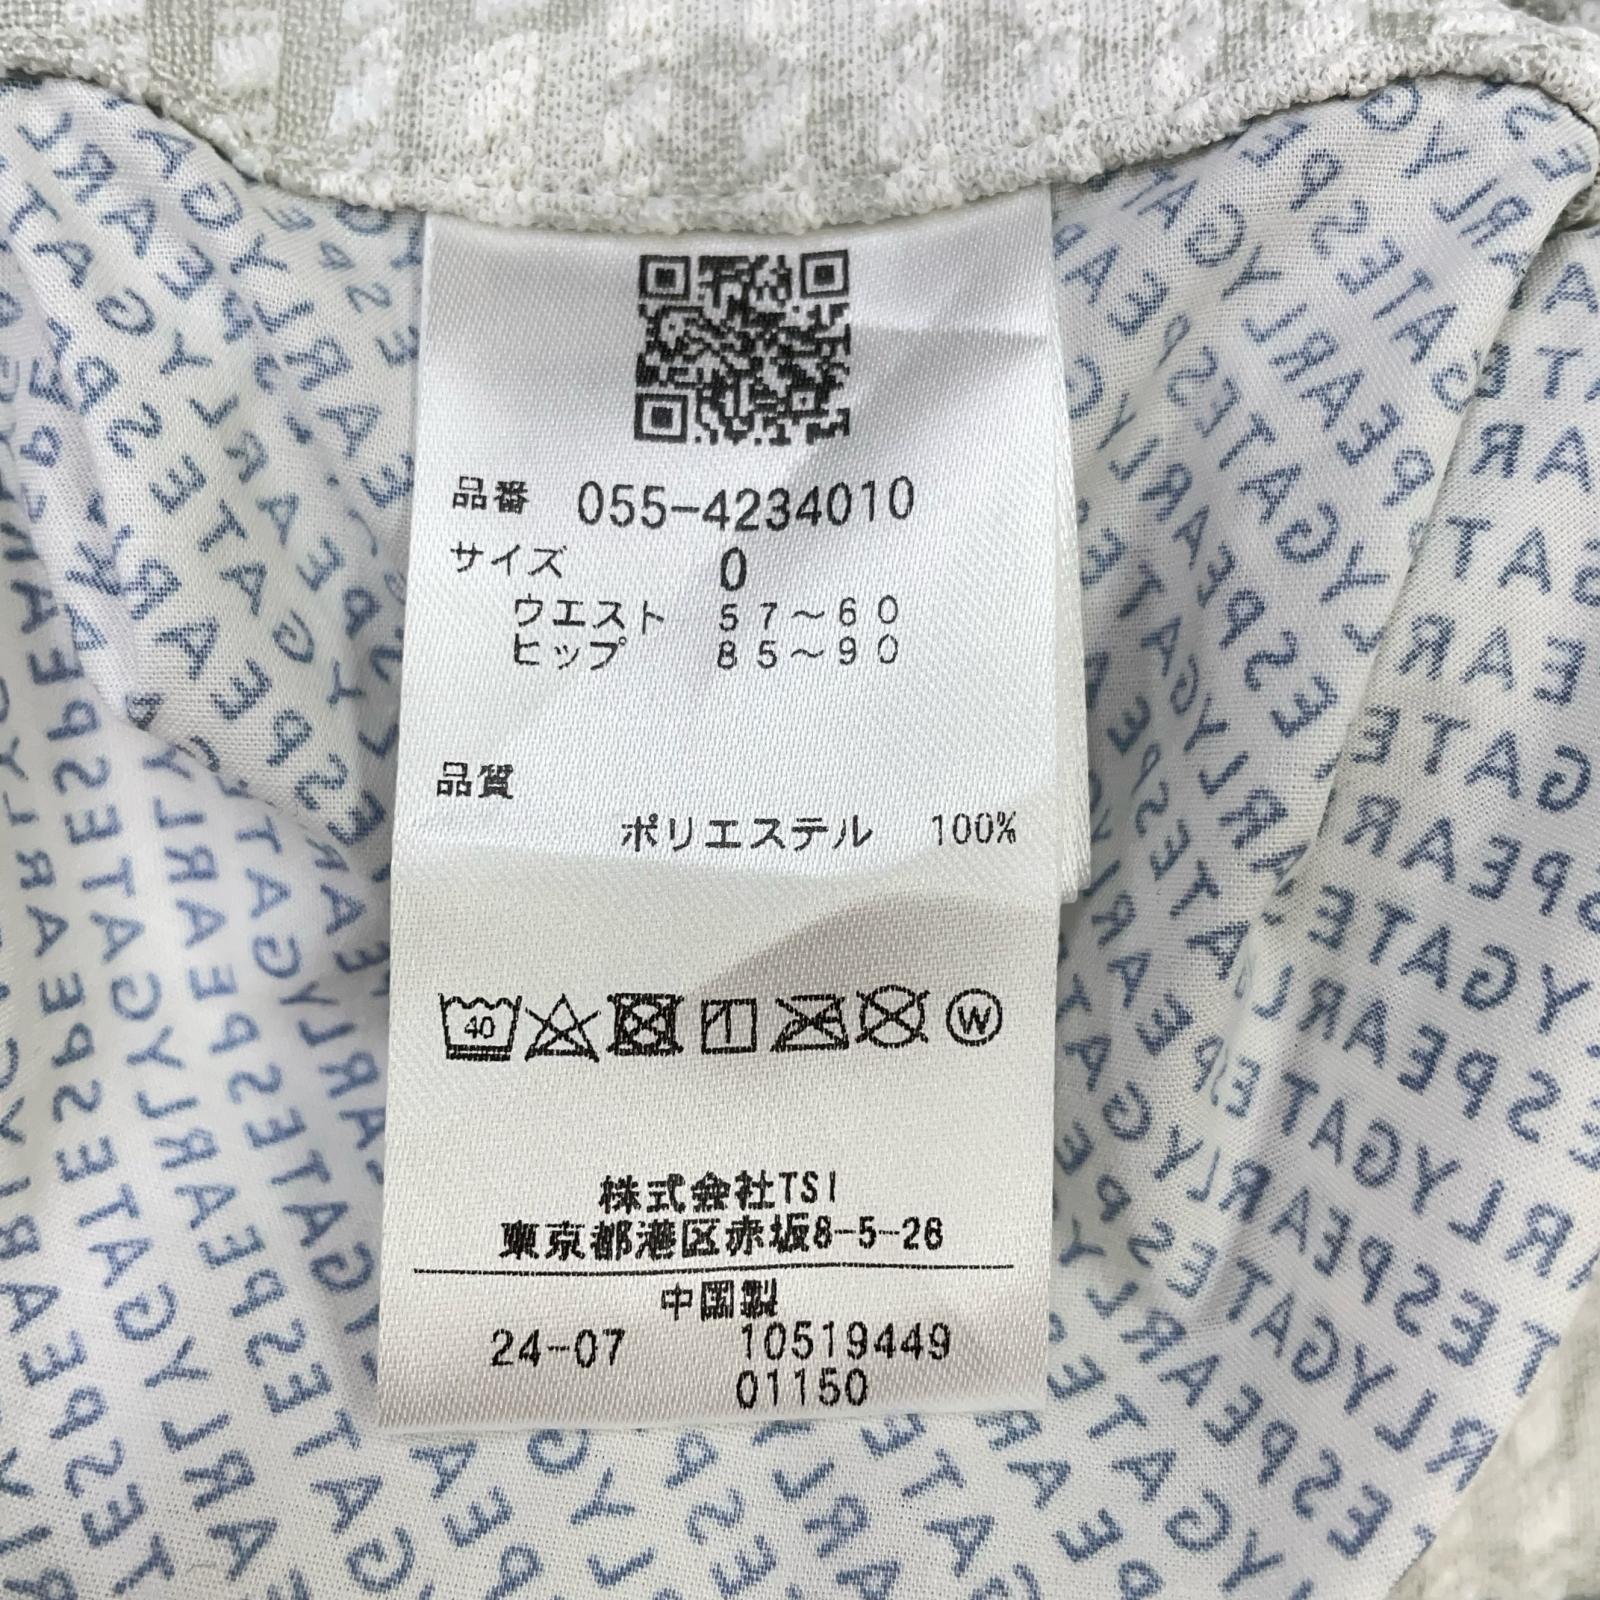 品番 055-4234010
サイズ 0
ウエスト 57～60
ヒップ 85～90
品質
ポリエステル 100%
40
W
株式会社TSI
東京都港区赤坂8-5-26
中国製
24-07 10519449
01150
PEARLYGATES